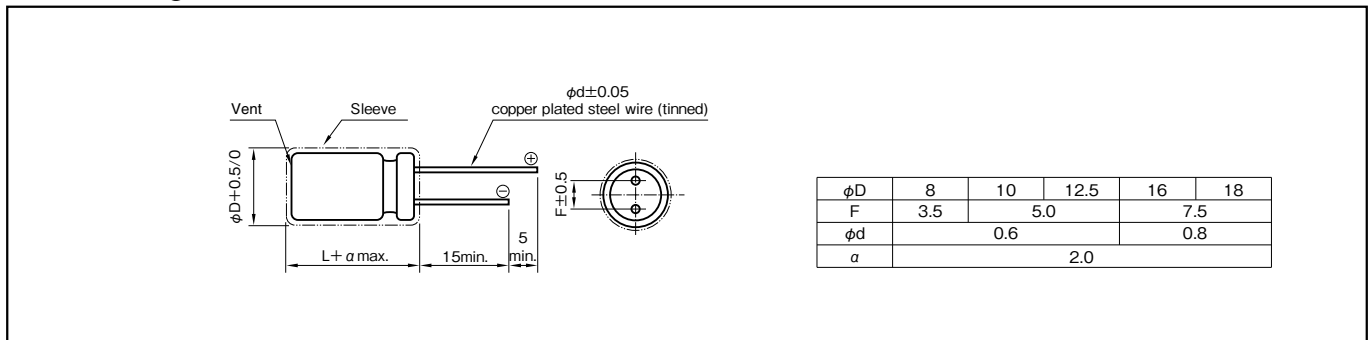 φd±0.05
Vent
Sleeve
copper plated steel wire (tinned)
φD+0.5/0
⊕
⊖
F±0.5
L+α max.
15min.
5
min.
φD 8 10 12.5 16 18
F 3.5 5.0 7.5
φd 0.6 0.8
α 2.0